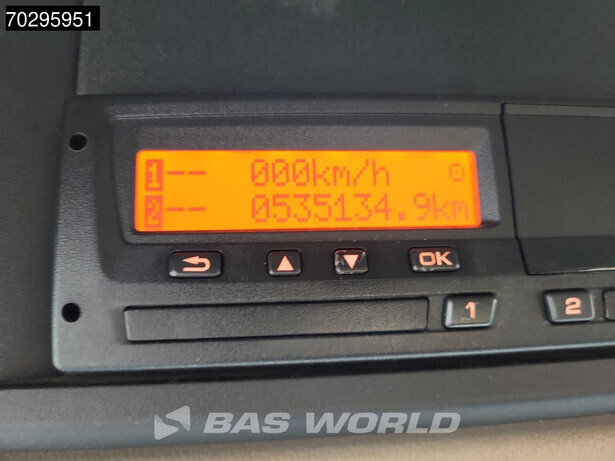 70295951
1 -- 000km/h
2 -- 0535134.9km
OK
1
2
BAS WORLD